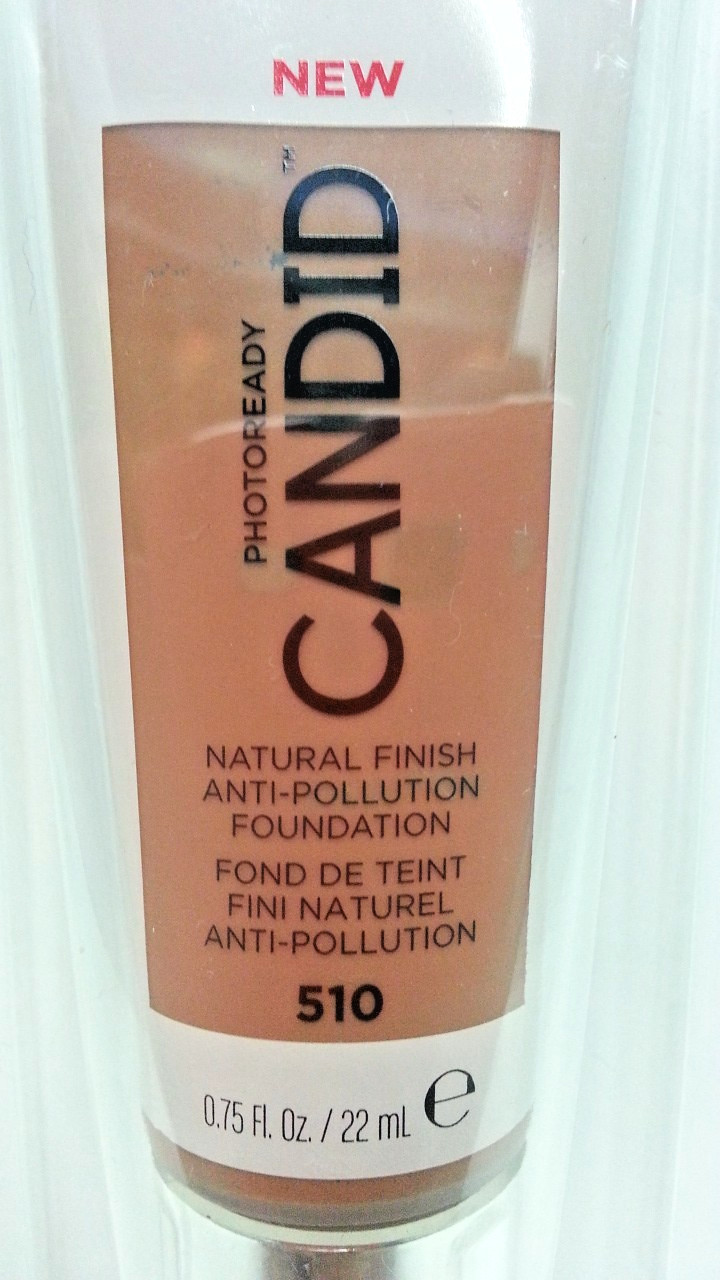 NEW
PHOTOREADY
CANDID™
NATURAL FINISH
ANTI-POLLUTION
FOUNDATION
FOND DE TEINT
FINI NATUREL
ANTI-POLLUTION
510
0.75 Fl. Oz. / 22 mL ℮